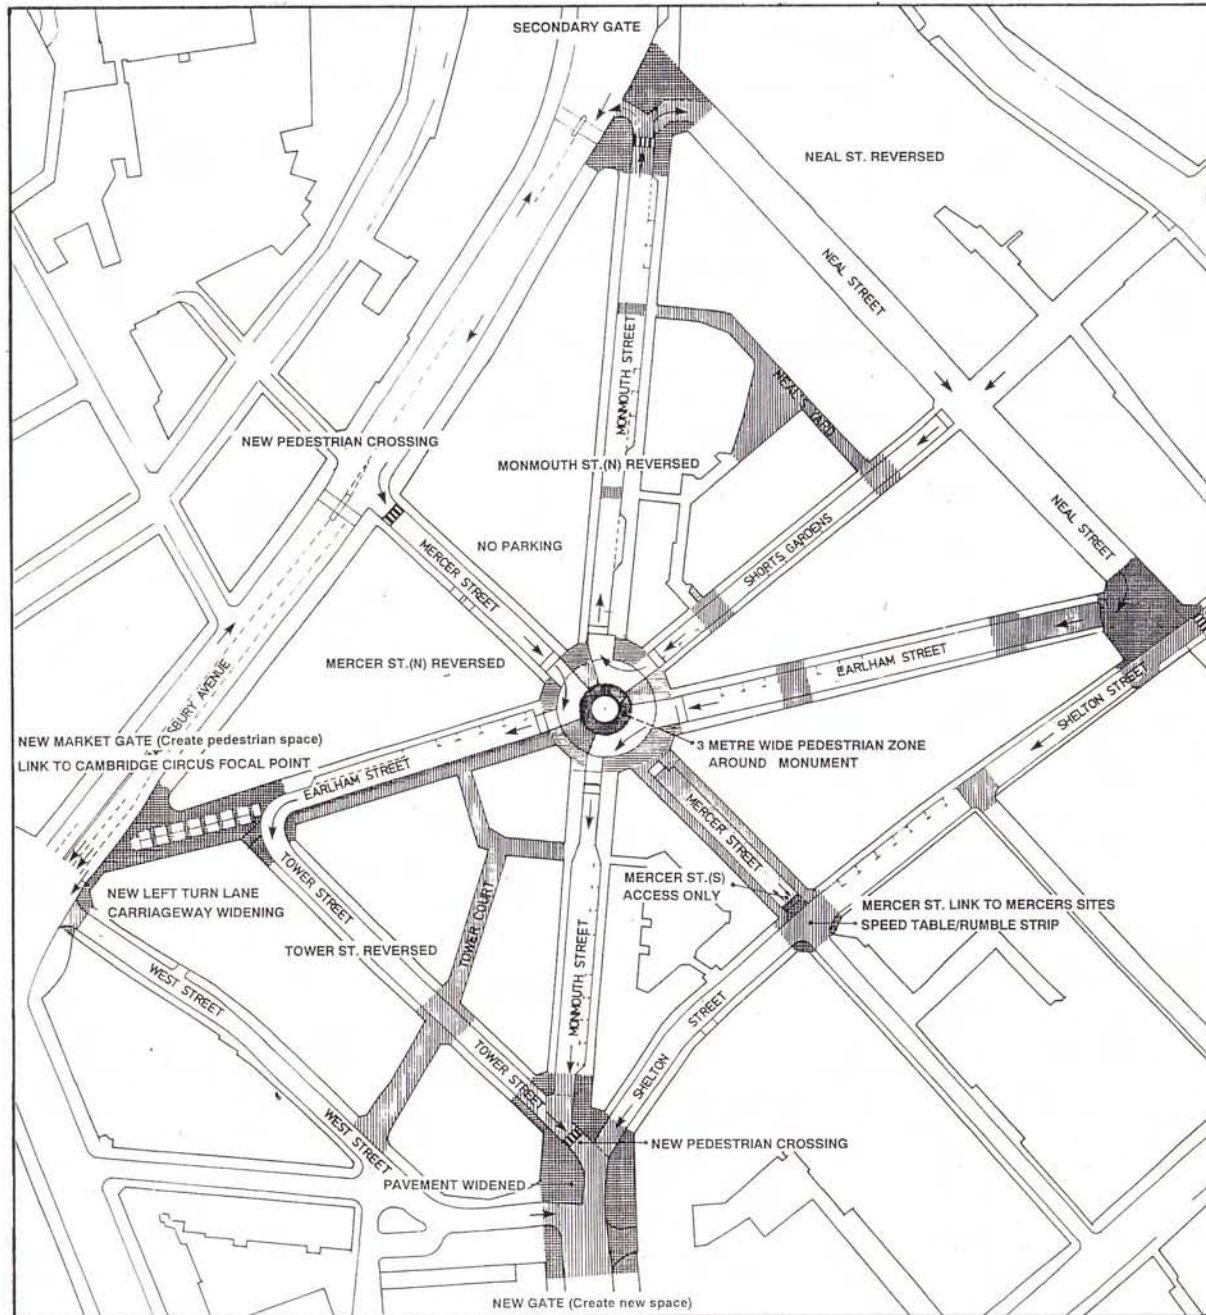 SECONDARY GATE
NEAL ST. REVERSED
NEAL STREET
MONMOUTH STREET
NEAL'S YARD
NEW PEDESTRIAN CROSSING
MONMOUTH ST.(N) REVERSED
NEAL STREET
SHORTS GARDENS
MERCER STREET
NO PARKING
MERCER ST.(N) REVERSED
EARLHAM STREET
SHELTON STREET
SBURY AVENUE
NEW MARKET GATE (Create pedestrian space)
LINK TO CAMBRIDGE CIRCUS FOCAL POINT
3 METRE WIDE PEDESTRIAN ZONE
AROUND MONUMENT
EARLHAM STREET
MERCER STREET
TOWER STREET
MERCER ST.(S)
ACCESS ONLY
NEW LEFT TURN LANE
CARRIAGEWAY WIDENING
MERCER ST. LINK TO MERCERS SITES
SPEED TABLE/RUMBLE STRIP
TOWER COURT
TOWER ST. REVERSED
MONMOUTH STREET
WEST STREET
SHELTON STREET
TOWER STREET
WEST STREET
NEW PEDESTRIAN CROSSING
PAVEMENT WIDENED
NEW GATE (Create new space)